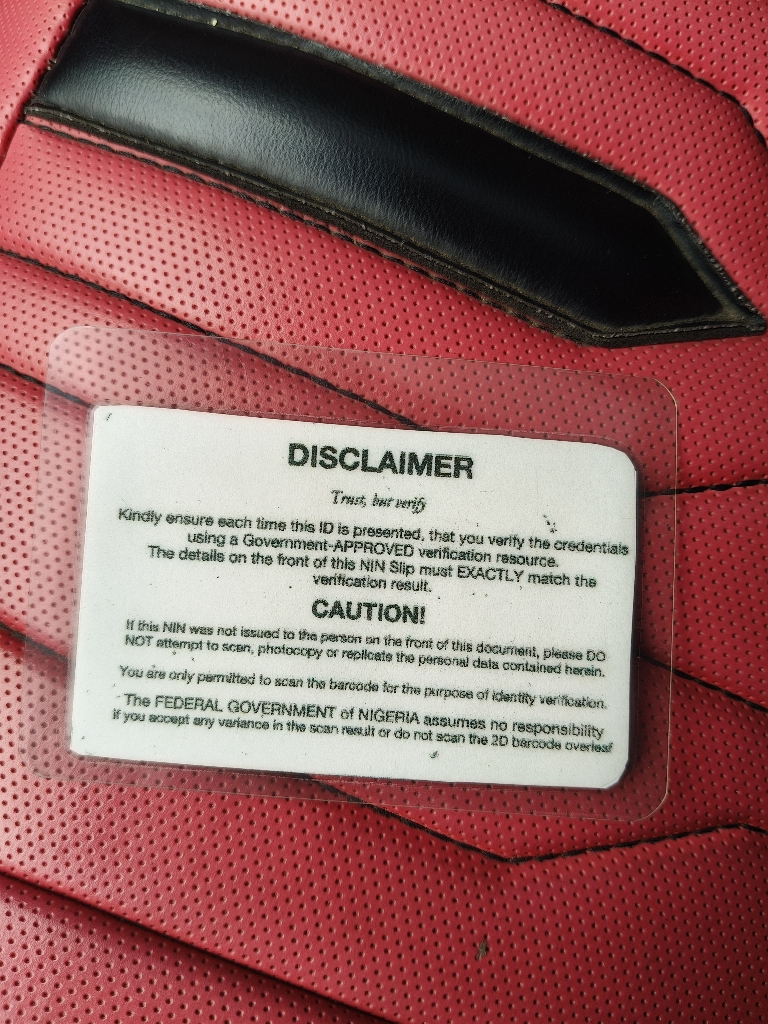 DISCLAIMER
Trust, but verify
Kindly ensure each time this ID is presented, that you verify the credentials
using a Government-APPROVED verification resource.
The details on the front of this NIN Slip must EXACTLY match the
verification result.
CAUTION!
If this NIN was not issued to the person on the front of this document, please DO
NOT attempt to scan, photocopy or replicate the personal data contained herein.
You are only permitted to scan the barcode for the purpose of identity verification.
The FEDERAL GOVERNMENT of NIGERIA assumes no responsibility
if you accept any variance in the scan result or do not scan the 2D barcode overleaf